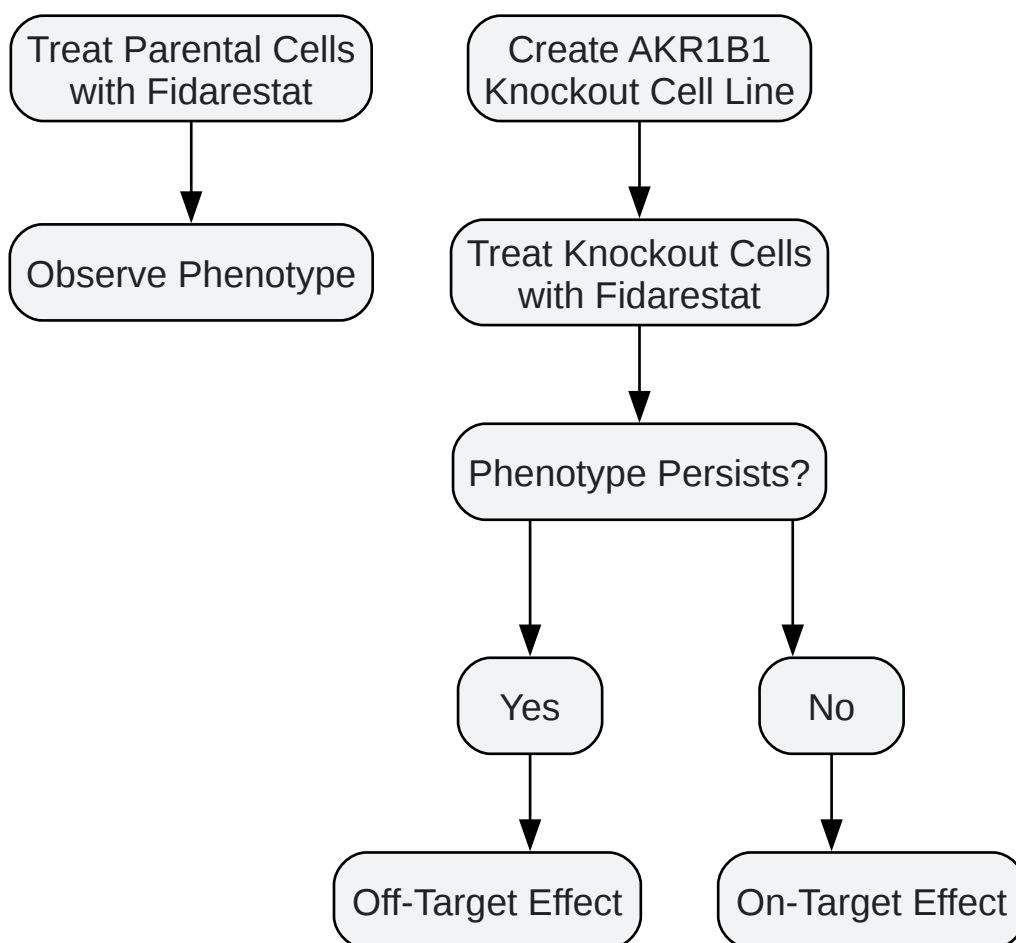 Treat Parental Cells
with Fidarestat
Observe Phenotype
Create AKR1B1
Knockout Cell Line
Treat Knockout Cells
with Fidarestat
Phenotype Persists?
Yes
No
Off-Target Effect
On-Target Effect